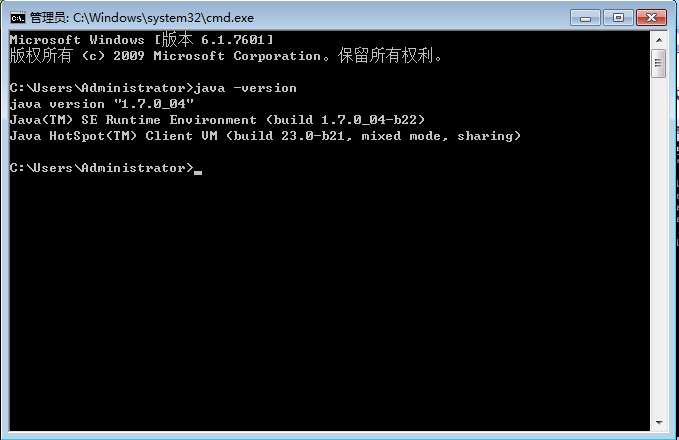 管理员: C:\Windows\system32\cmd.exe
Microsoft Windows [版本 6.1.7601]
版权所有 (c) 2009 Microsoft Corporation。保留所有权利。
C:\Users\Administrator>java -version
java version "1.7.0_04"
Java(TM) SE Runtime Environment (build 1.7.0_04-b22)
Java HotSpot(TM) Client VM (build 23.0-b21, mixed mode, sharing)
C:\Users\Administrator>